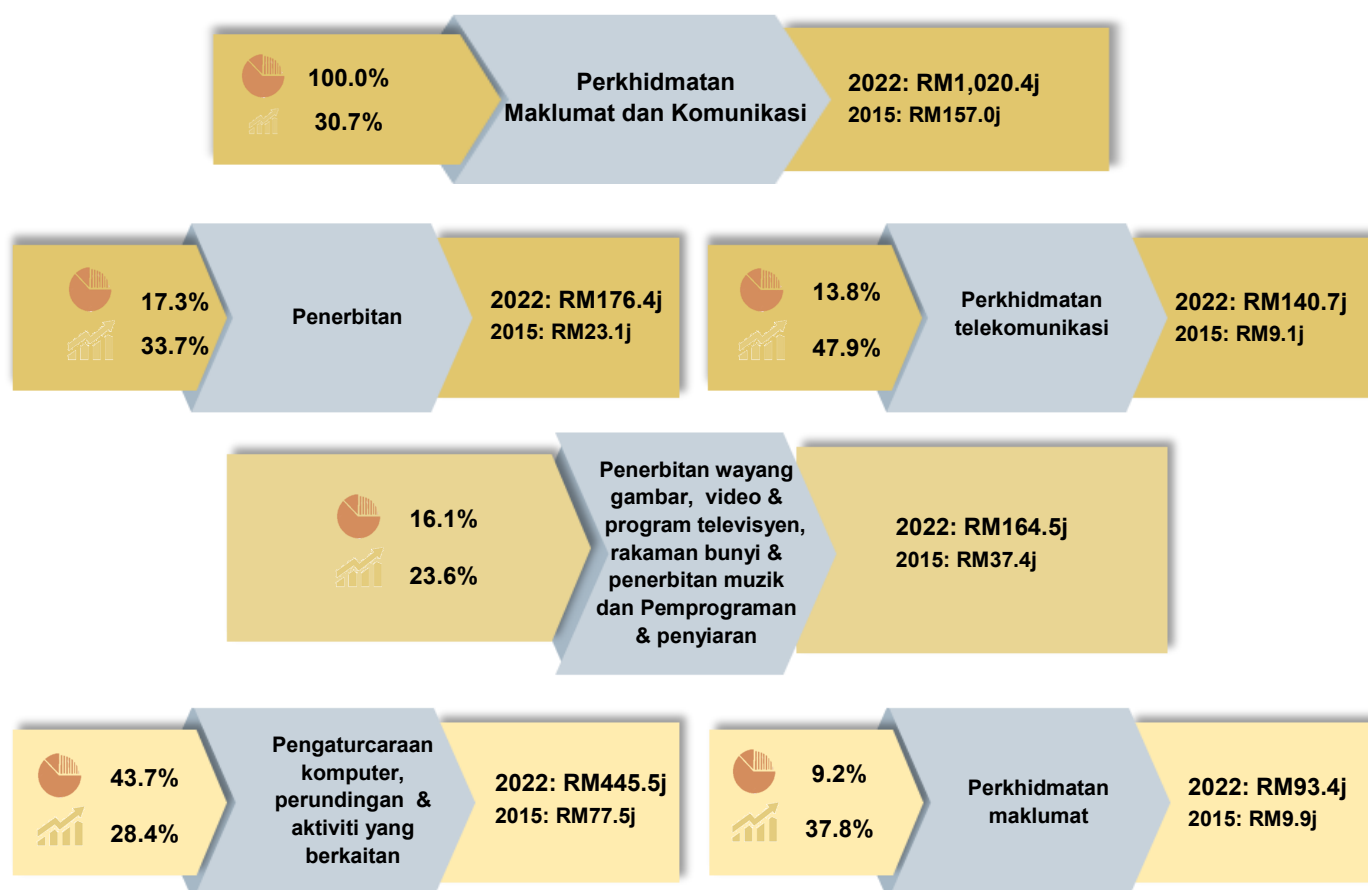 100.0%
30.7%
Perkhidmatan
Maklumat dan Komunikasi
2022: RM1,020.4j
2015: RM157.0j
17.3%
33.7%
Penerbitan
2022: RM176.4j
2015: RM23.1j
13.8%
47.9%
Perkhidmatan
telekomunikasi
2022: RM140.7j
2015: RM9.1j
16.1%
23.6%
Penerbitan wayang
gambar, video &
program televisyen,
rakaman bunyi &
penerbitan muzik
dan Pemprograman
& penyiaran
2022: RM164.5j
2015: RM37.4j
43.7%
28.4%
Pengaturcaraan
komputer,
perundingan &
aktiviti yang
berkaitan
2022: RM445.5j
2015: RM77.5j
9.2%
37.8%
Perkhidmatan
maklumat
2022: RM93.4j
2015: RM9.9j